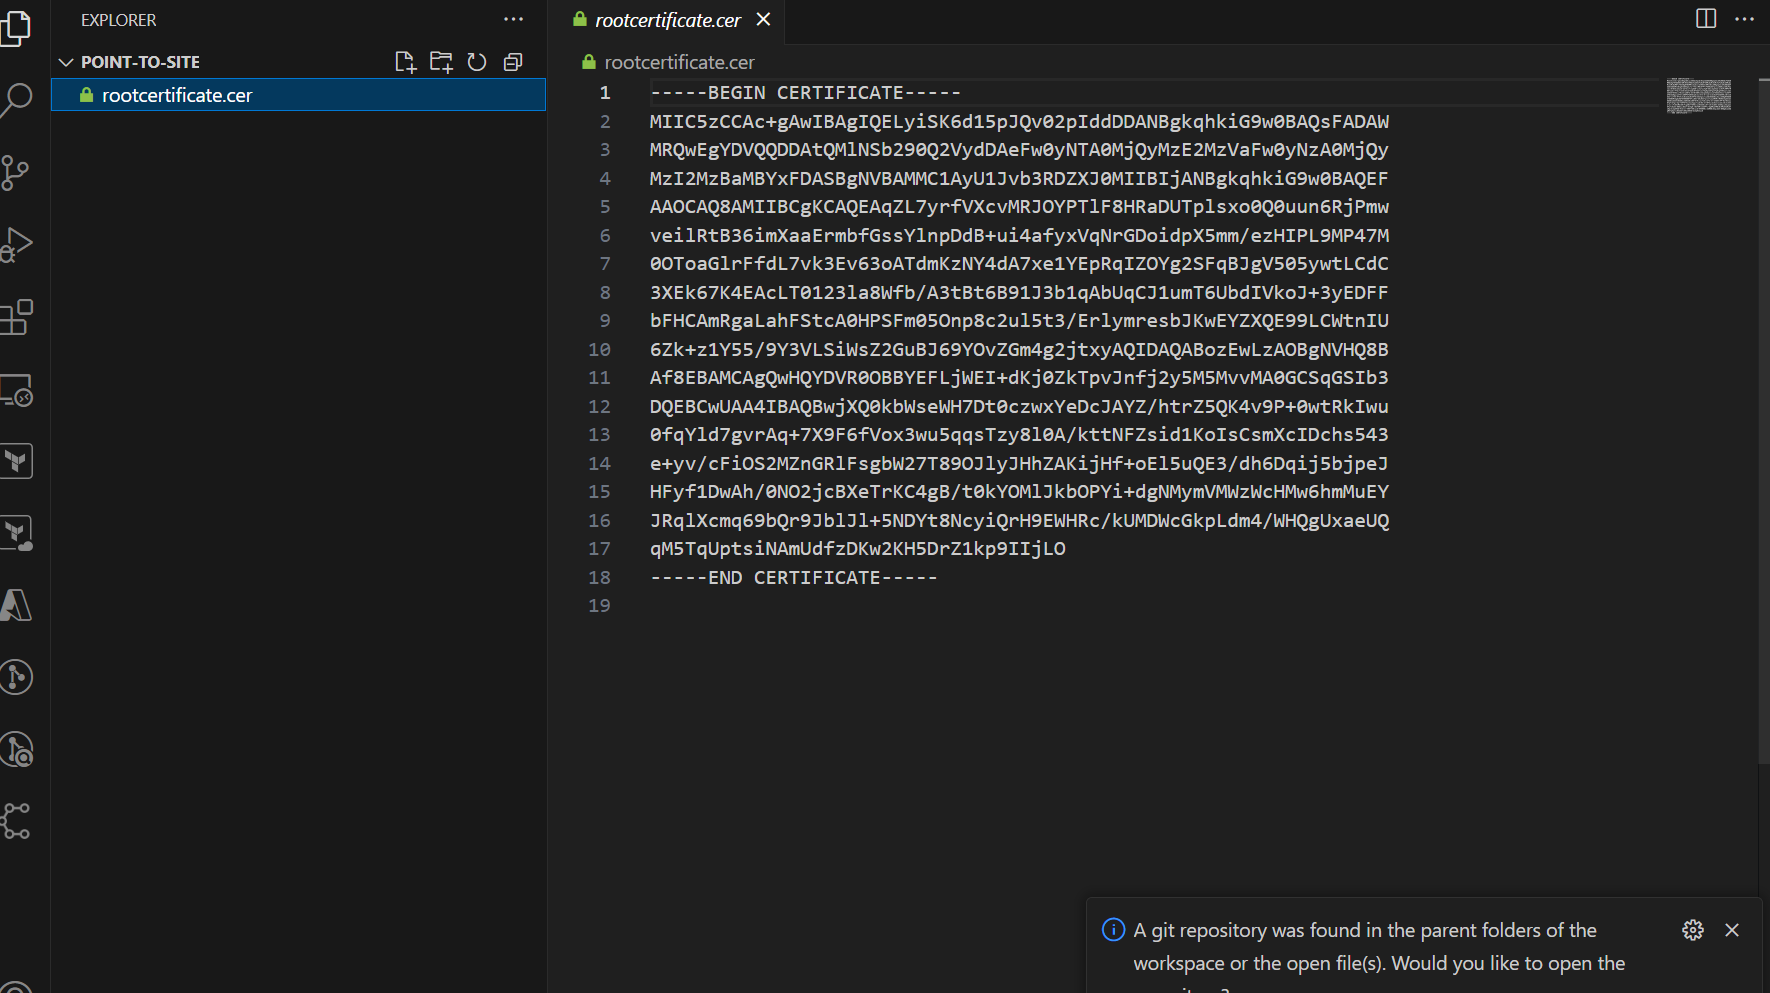 EXPLORER
POINT-TO-SITE
rootcertificate.cer
rootcertificate.cer
rootcertificate.cer
1 -----BEGIN CERTIFICATE-----
2 MIIC5zCCAc+gAwIBAgIQELyiSK6d15pJQv02pIddDDANBgkqhkiG9w0BAQsFADAW
3 MRQwEgYDVQQDDAtQMlNSb290Q2VydDAeFw0yNTA0MjQyMzE2MzVaFw0yNzA0MjQy
4 MzI2MzBaMBYxFDASBgNVBAMMC1AyU1Jvb3RDZXJ0MIIBIjANBgkqhkiG9w0BAQEF
5 AAOCAQ8AMIIBCgKCAQEAqZL7yrfVXcvMRJOYPTlF8HRaDUTplsxo0Q0uun6RjPmw
6 veilRtB36imXaaErmbfGssYlnpDdB+ui4afyxVqNrGDoidpX5mm/ezHIPL9MP47M
7 0OToaGlrFfdL7vk3Ev63oATdmKzNY4dA7xe1YEpRqIZOYg2SFqBJgV505ywtLCdC
8 3XEk67K4EAcLT0123la8Wfb/A3tBt6B91J3b1qAbUqCJ1umT6UbdIVkoJ+3yEDFF
9 bFHCAmRgaLahFStcA0HPSFm05Onp8c2ul5t3/ErlymresbJKwEYZXQE99LCWtnIU
10 6Zk+z1Y55/9Y3VLSiWsZ2GuBJ69YOvZGm4g2jtxyAQIDAQABozEwLzAOBgNVHQ8B
11 Af8EBAMCAgQwHQYDVR0OBBYEFLjWEI+dKj0ZkTpvJnfj2y5M5MvvMA0GCSqGSIb3
12 DQEBCwUAA4IBAQBwjXQ0kbWseWH7Dt0czwxYeDcJAYZ/htrZ5QK4v9P+0wtRkIwu
13 0fqYld7gvrAq+7X9F6fVox3wu5qqsTzy8l0A/kttNFZsid1KoIsCsmXcIDchs543
14 e+yv/cFiOS2MZnGRlFsgbW27T89OJlyJHhZAKijHf+oEl5uQE3/dh6Dqij5bjpeJ
15 HFyf1DwAh/0NO2jcBXeTrKC4gB/t0kYOMlJkbOPYi+dgNMymVMWzWcHMw6hmMuEY
16 JRqlXcmq69bQr9JblJl+5NDYt8NcyiQrH9EWHRc/kUMDWcGkpLdm4/WHQgUxaeUQ
17 qM5TqUptsiNAmUdfzDKw2KH5DrZ1kp9IIjLO
18 -----END CERTIFICATE-----
19
A git repository was found in the parent folders of the
workspace or the open file(s). Would you like to open the